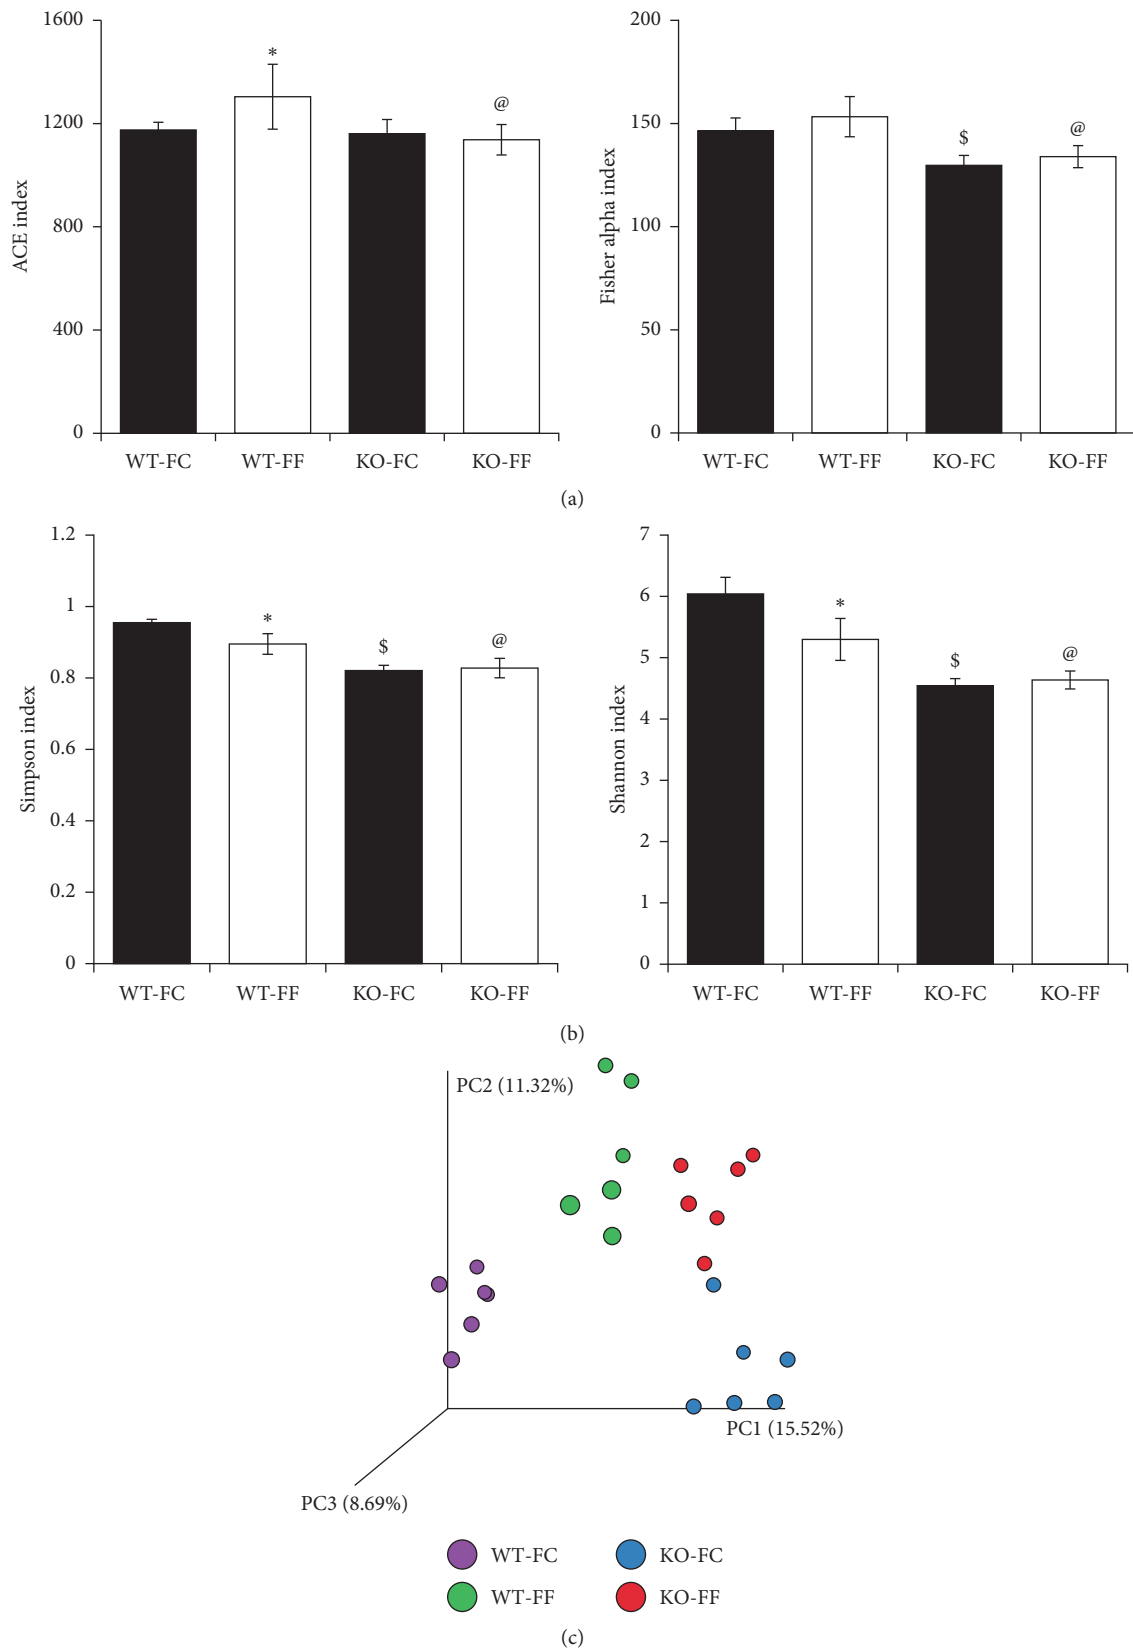 1600
1200
800
400
0
ACE index
*
@
WT-FC WT-FF KO-FC KO-FF
200
150
100
50
0
Fisher alpha index
$
@
WT-FC WT-FF KO-FC KO-FF
(a)
1.2
1
0.8
0.6
0.4
0.2
0
Simpson index
*
$
@
WT-FC WT-FF KO-FC KO-FF
7
6
5
4
3
2
1
0
Shannon index
*
$
@
WT-FC WT-FF KO-FC KO-FF
(b)
PC2 (11.32%)
PC1 (15.52%)
PC3 (8.69%)
WT-FC KO-FC
WT-FF KO-FF
(c)